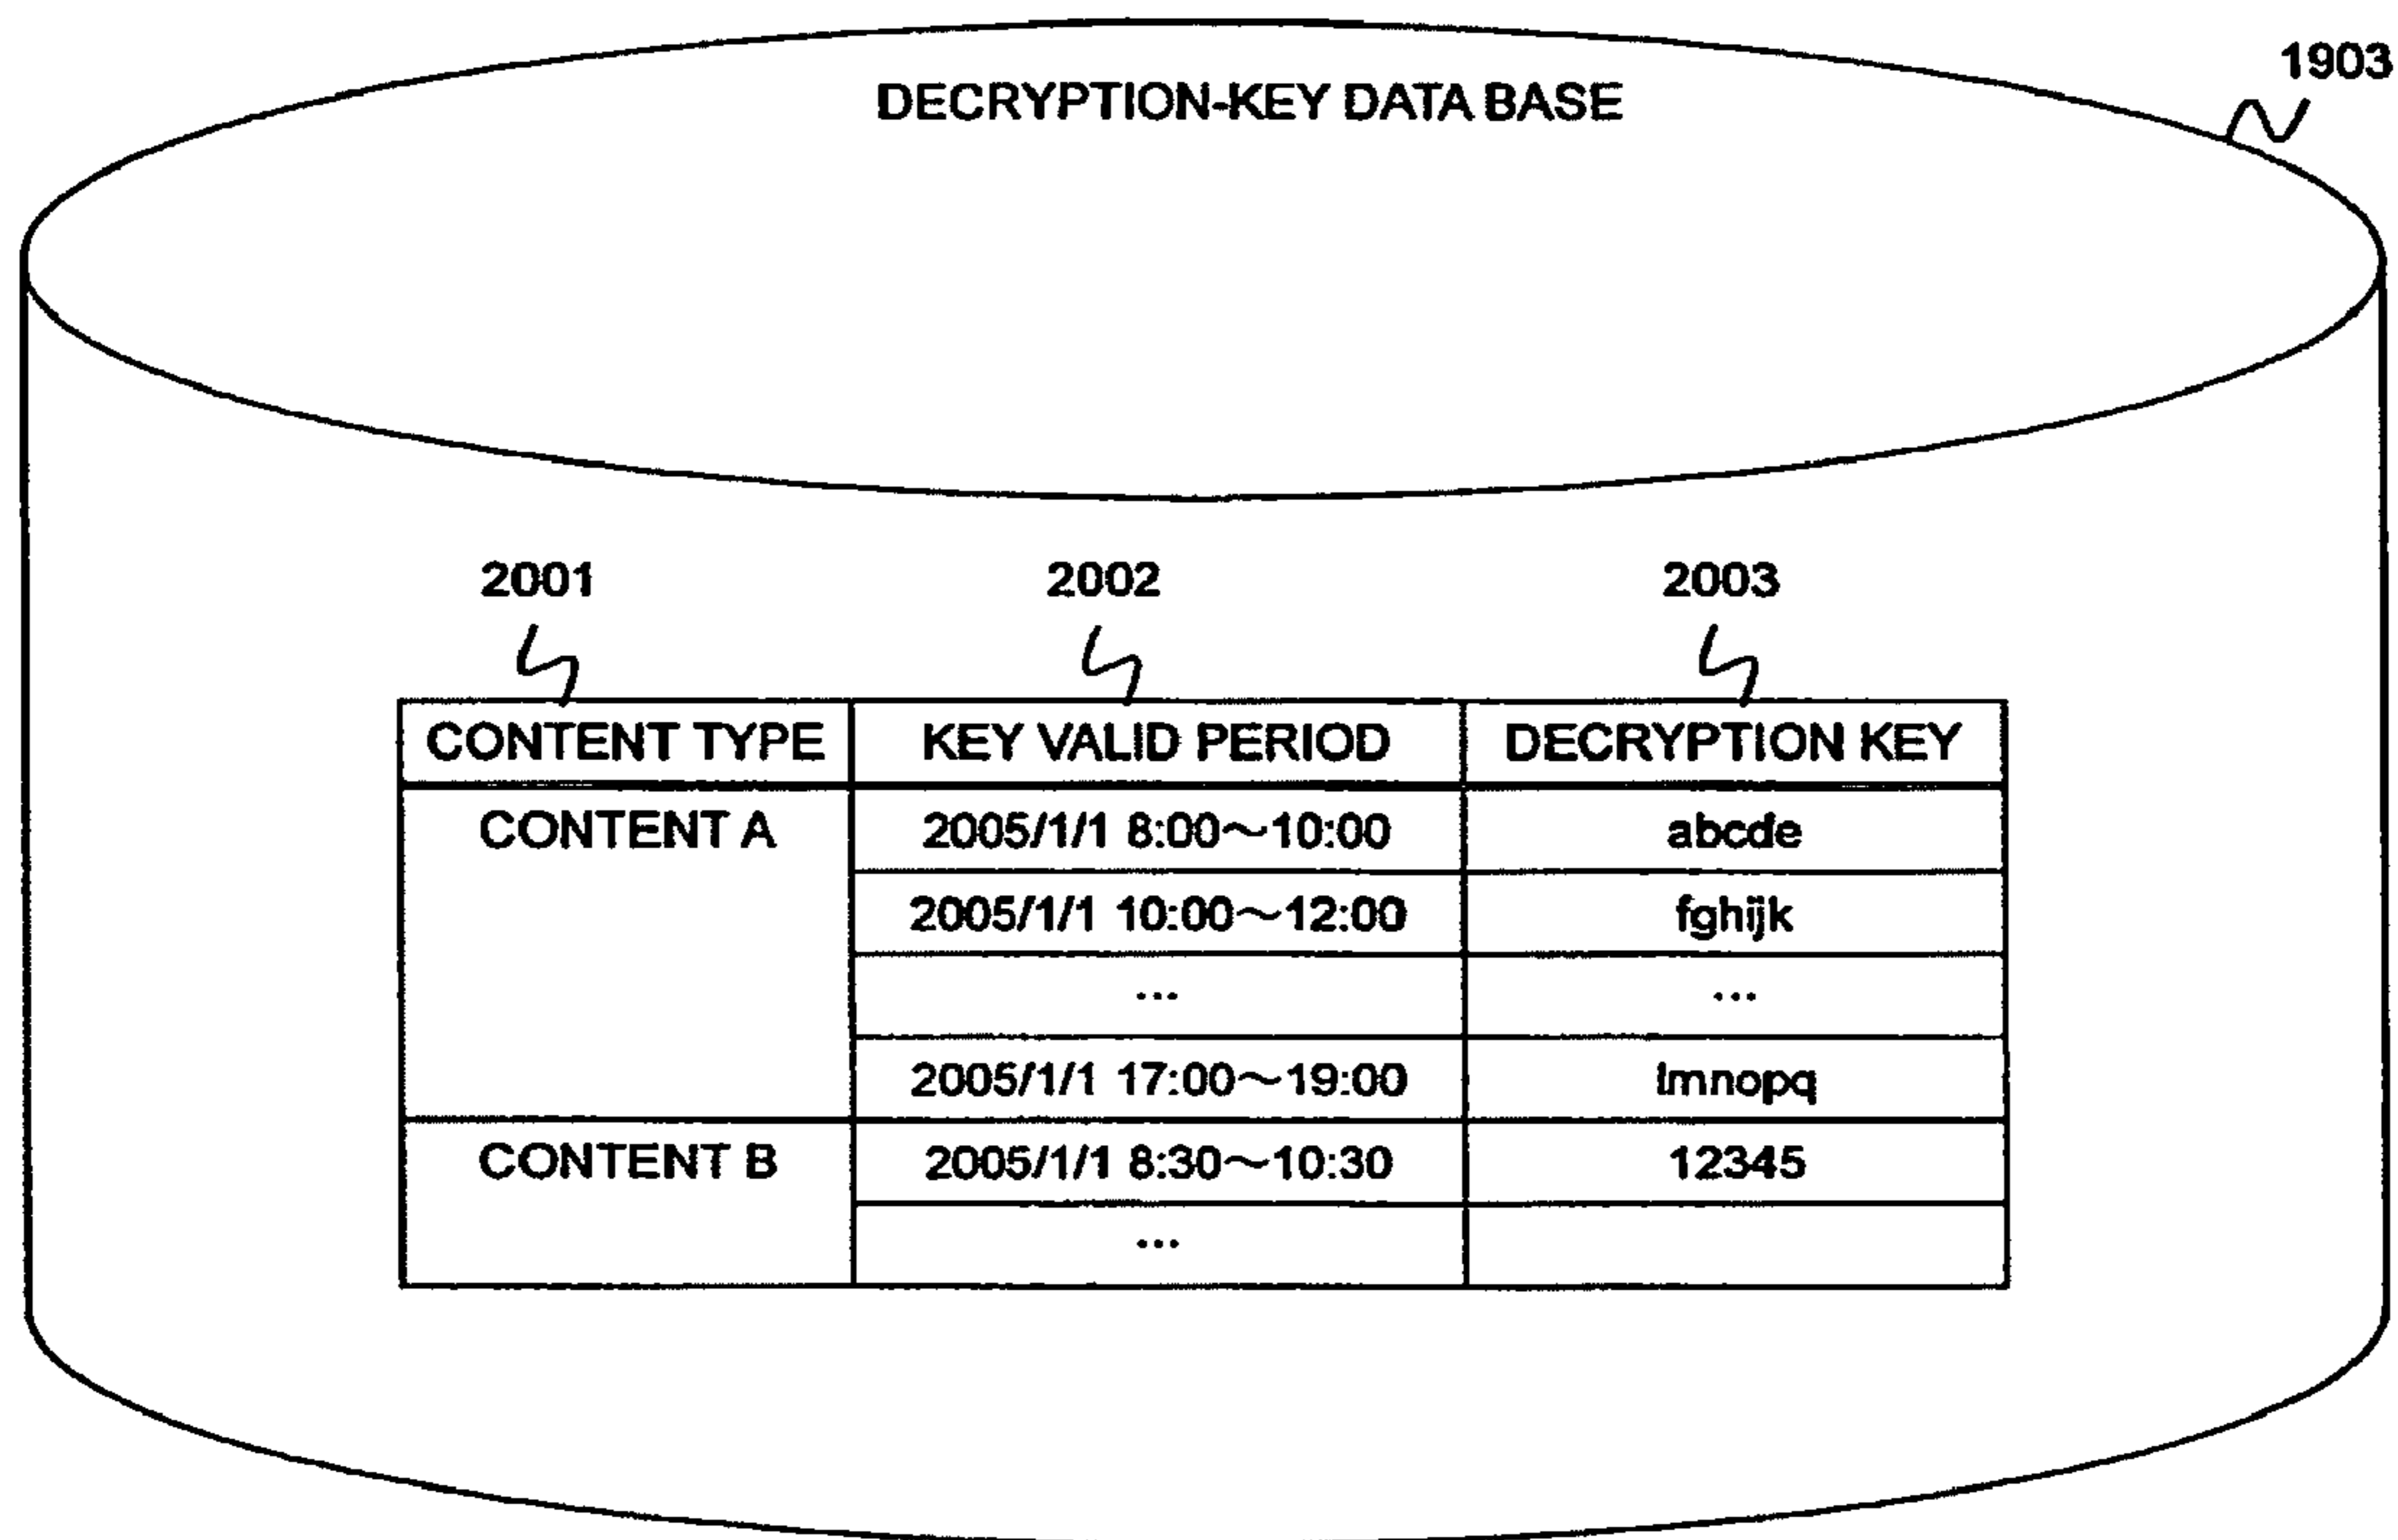 1903
DECRYPTION-KEY DATA BASE
2001 2002 2003
CONTENT TYPE KEY VALID PERIOD DECRYPTION KEY
CONTENT A 2005/1/1 8:00～10:00 abcde
2005/1/1 10:00～12:00 fghijk
... ...
2005/1/1 17:00～19:00 lmnopq
CONTENT B 2005/1/1 8:30～10:30 12345
...